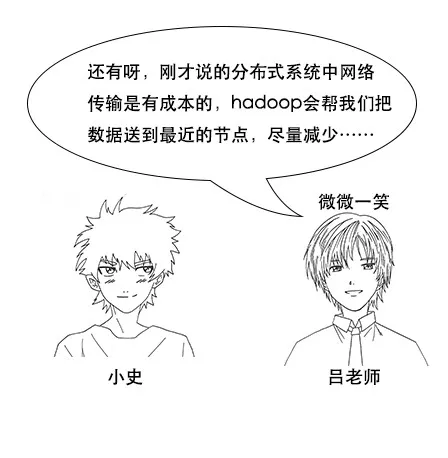 还有呀，刚才说的分布式系统中网络
传输是有成本的，hadoop会帮我们把
数据送到最近的节点，尽量减少……
微微一笑
小史
吕老师